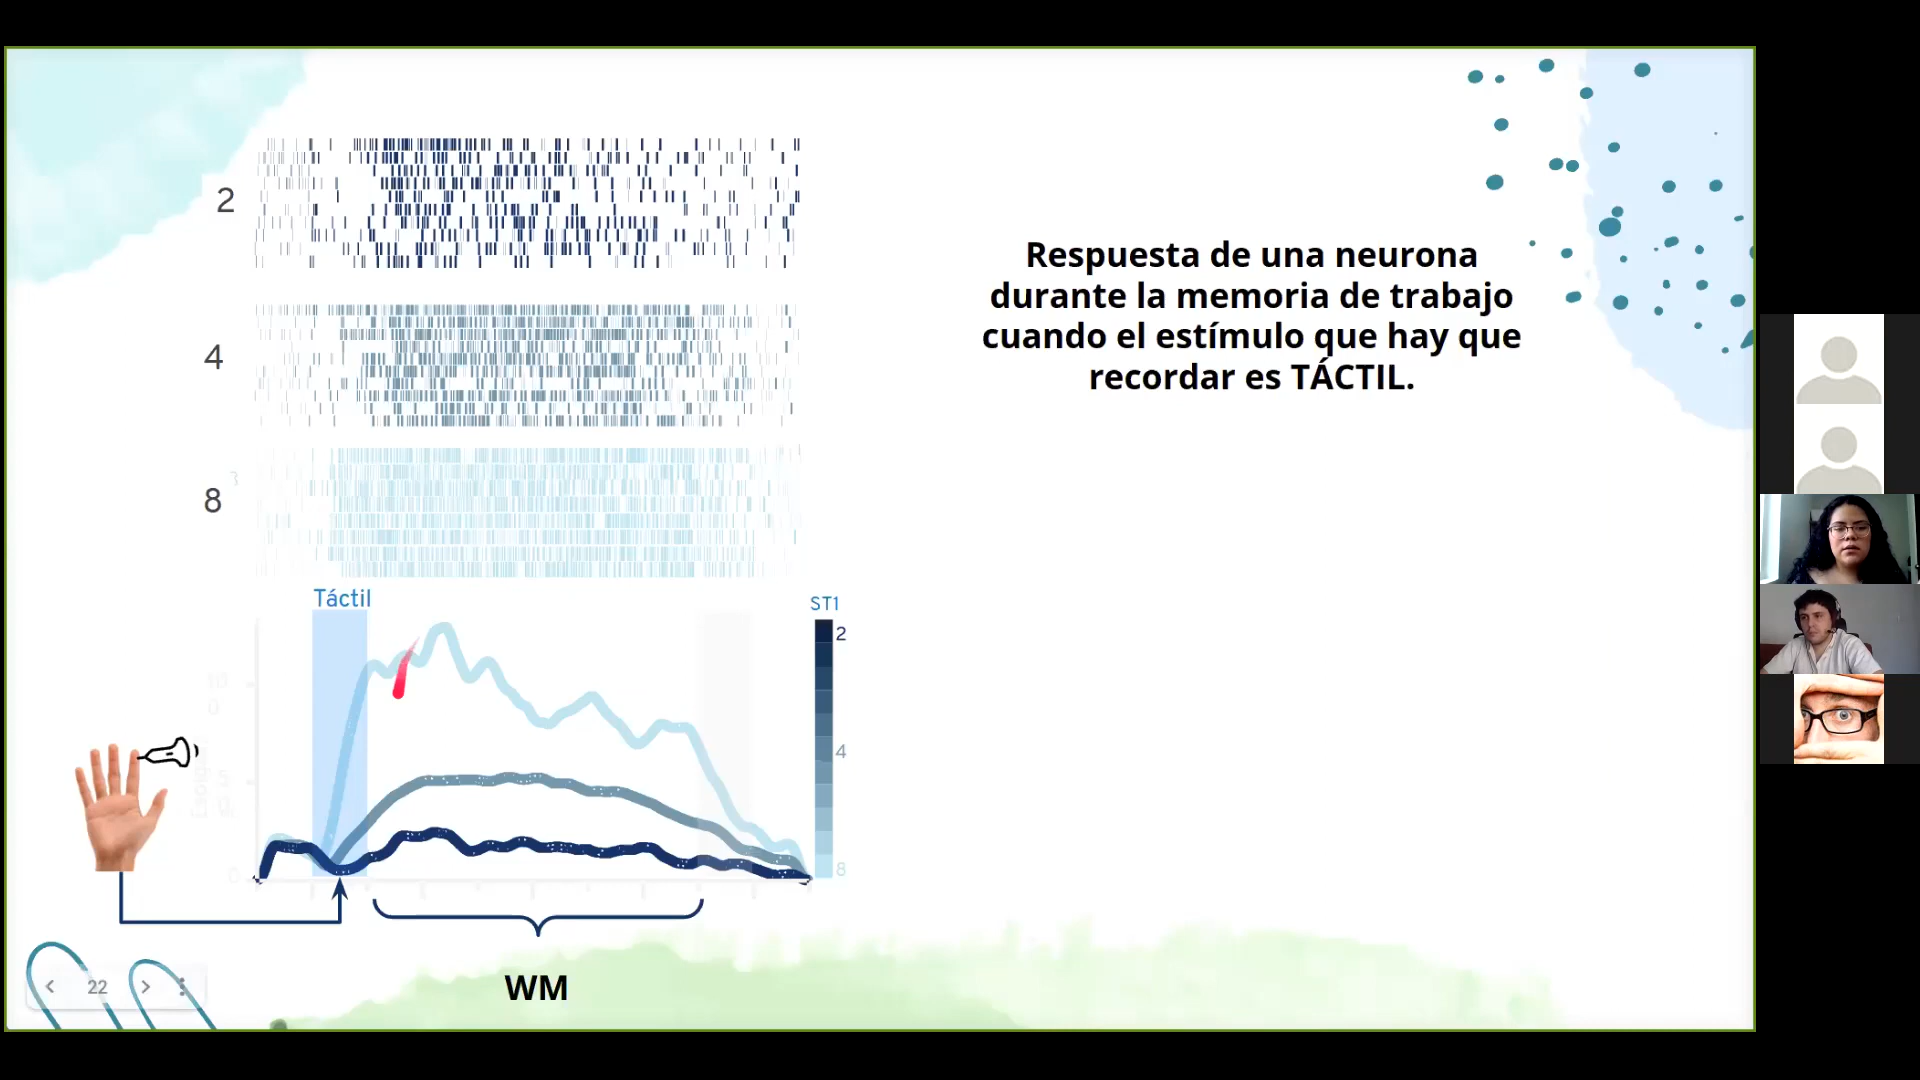 2
4
8
Respuesta de una neurona
durante la memoria de trabajo
cuando el estímulo que hay que
recordar es TÁCTIL.
Táctil
ST1
2
4
8
0
WM
22